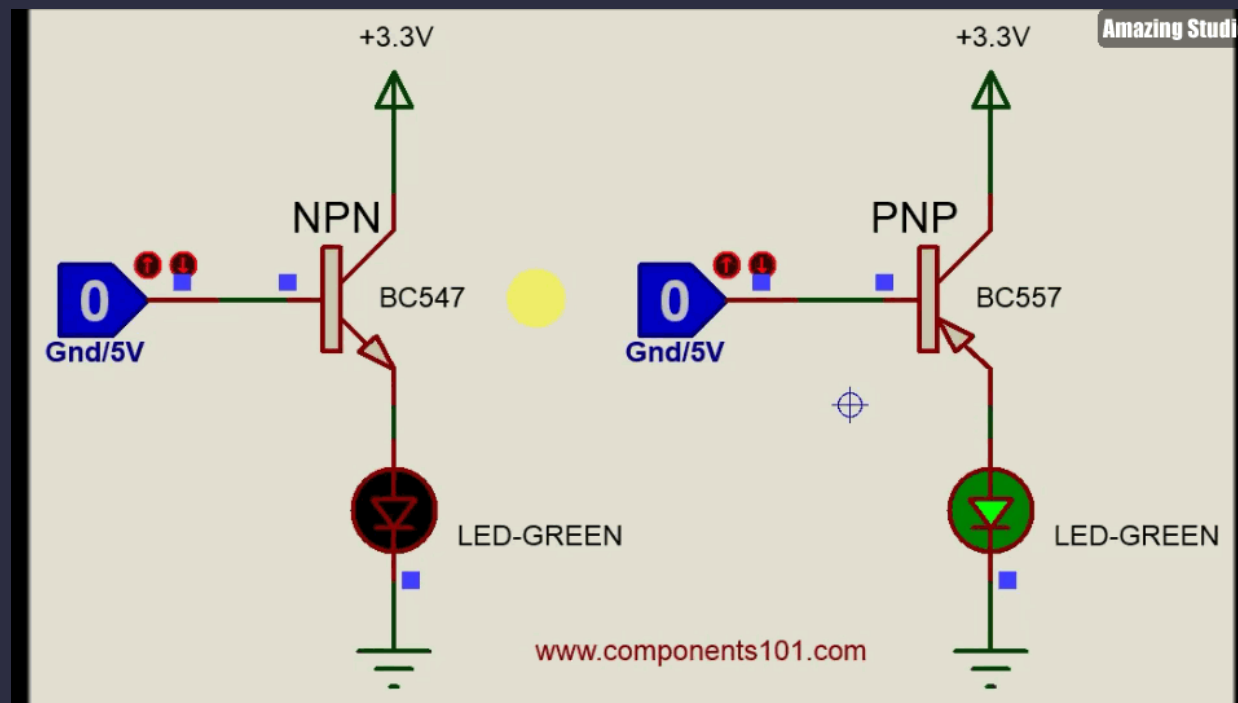 Amazing Studi
+3.3V
+3.3V
NPN
PNP
0
BC547
0
BC557
Gnd/5V
Gnd/5V
LED-GREEN
LED-GREEN
www.components101.com